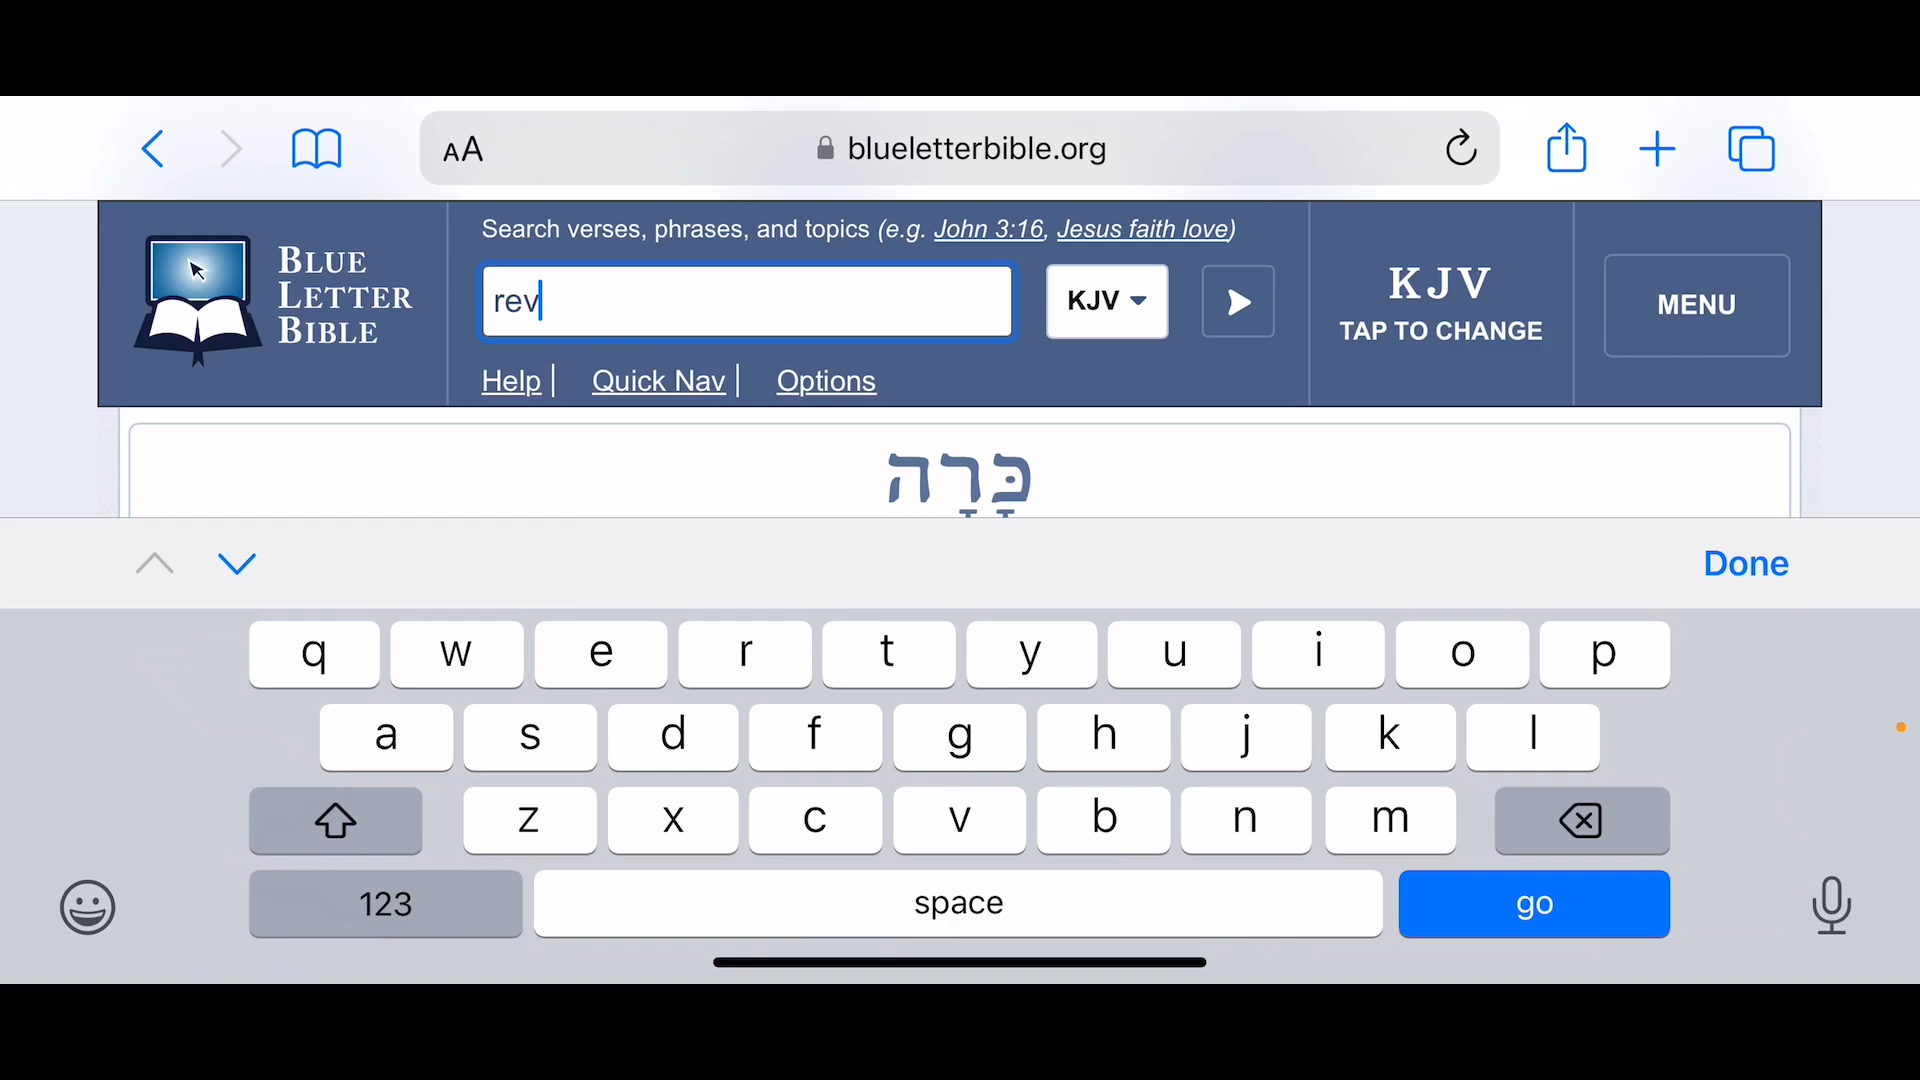 AA blueletterbible.org
BLUE
LETTER
BIBLE
Search verses, phrases, and topics (e.g. John 3:16, Jesus faith love)
rev
KJV
KJV
TAP TO CHANGE
MENU
Help | Quick Nav | Options
כָּרָה
Done
q w e r t y u i o p
a s d f g h j k l
z x c v b n m
123 space go